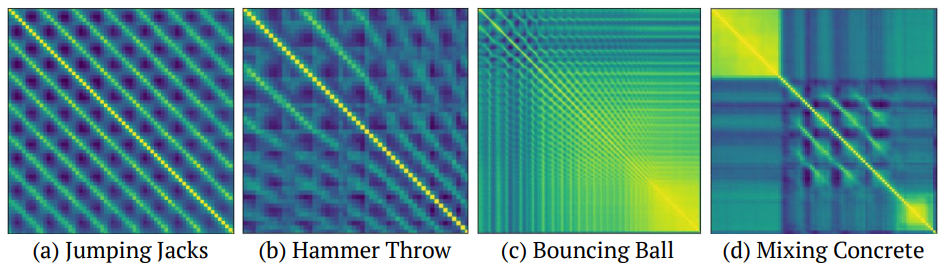 (a) Jumping Jacks
(b) Hammer Throw
(c) Bouncing Ball
(d) Mixing Concrete